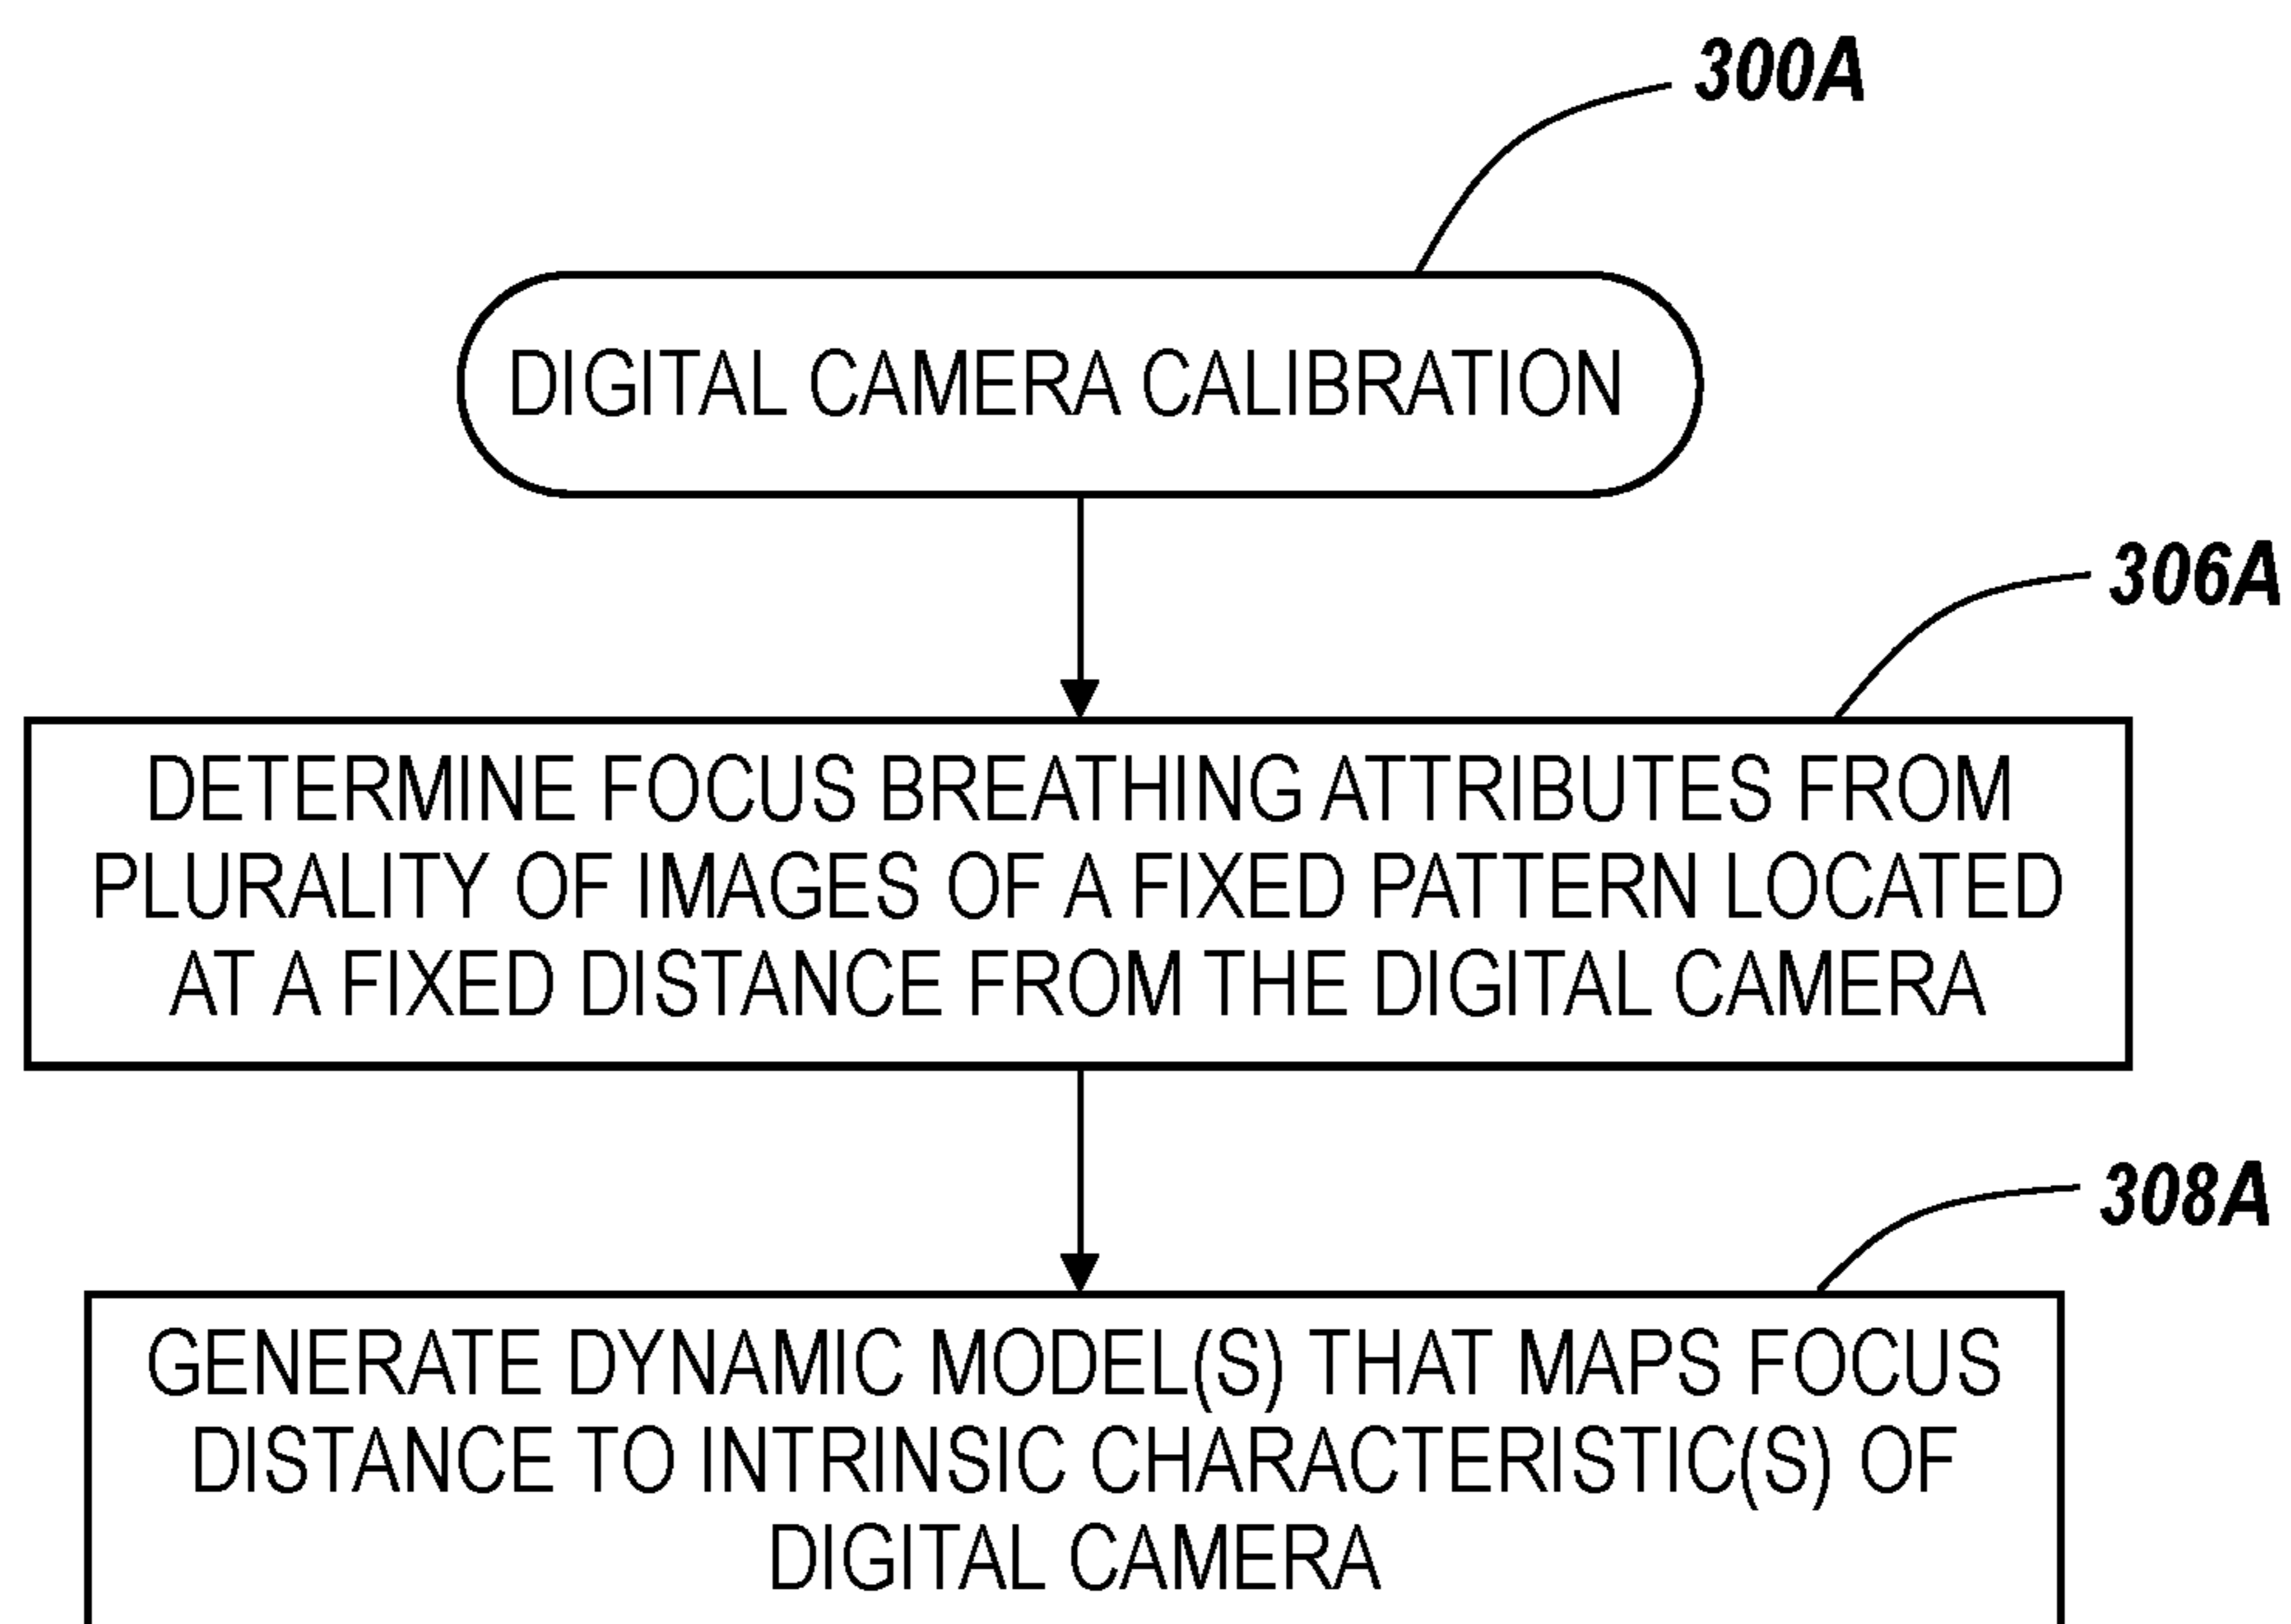 300A
DIGITAL CAMERA CALIBRATION
306A
DETERMINE FOCUS BREATHING ATTRIBUTES FROM
PLURALITY OF IMAGES OF A FIXED PATTERN LOCATED
AT A FIXED DISTANCE FROM THE DIGITAL CAMERA
308A
GENERATE DYNAMIC MODEL(S) THAT MAPS FOCUS
DISTANCE TO INTRINSIC CHARACTERISTIC(S) OF
DIGITAL CAMERA